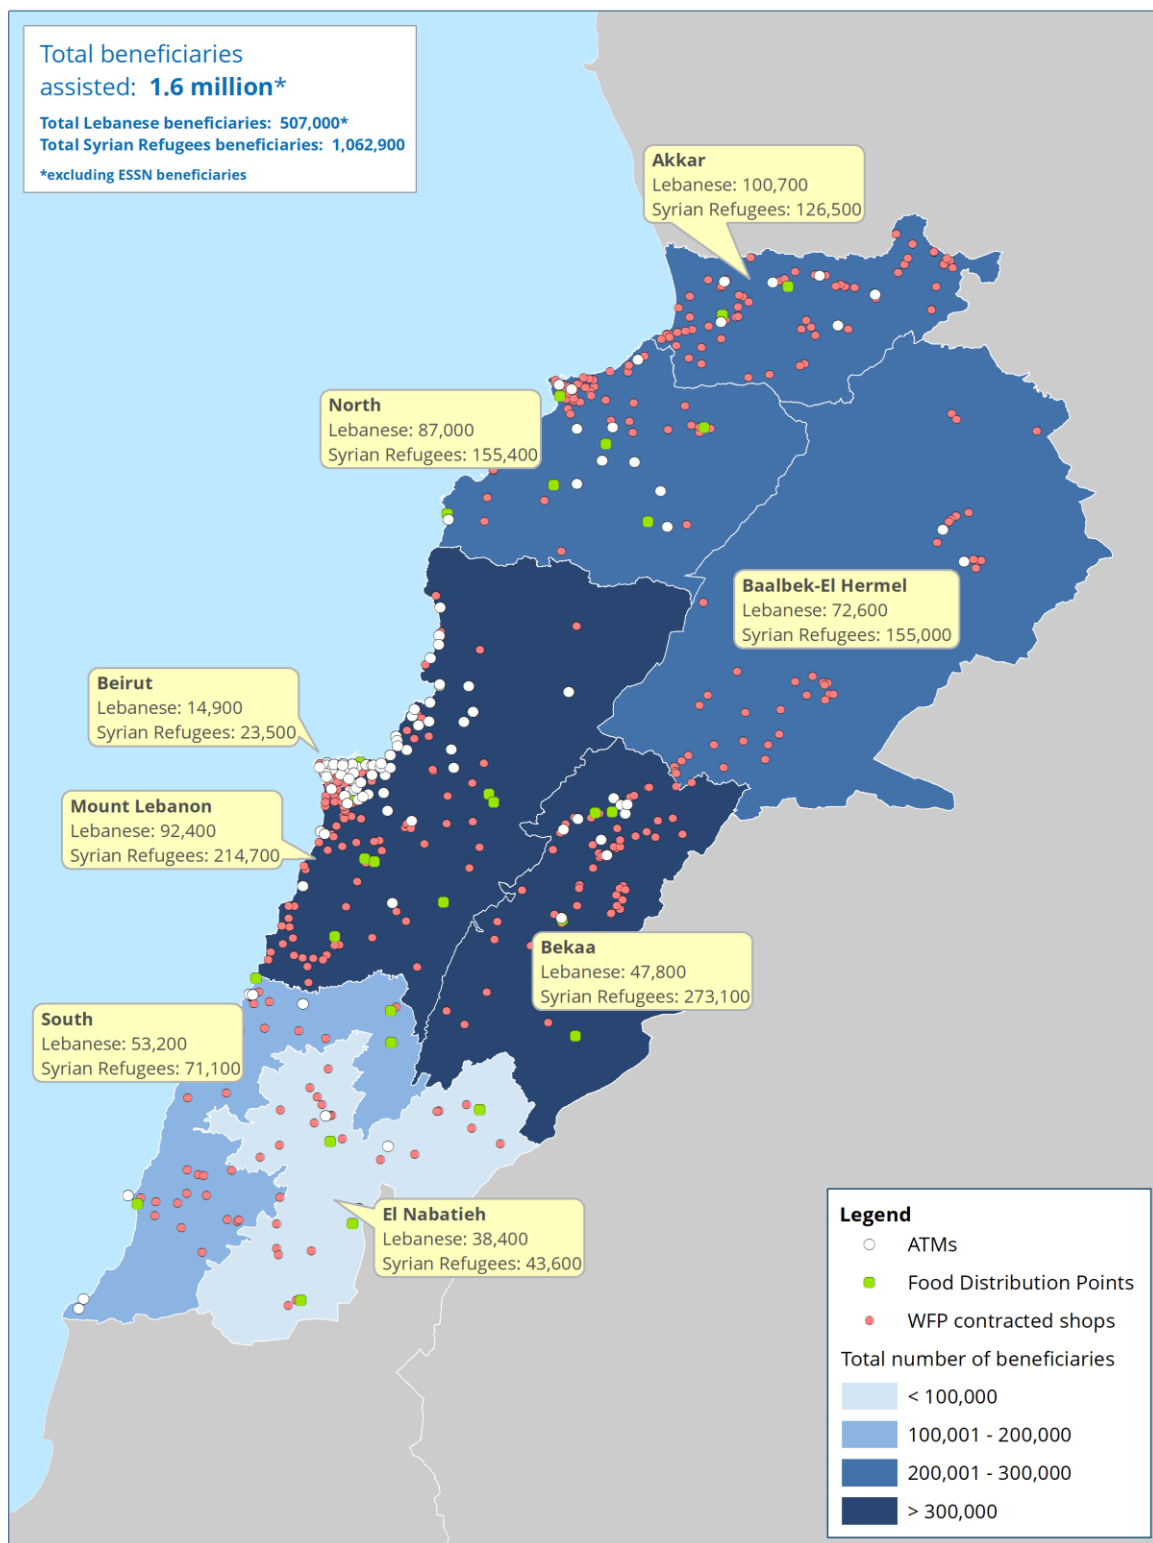 Total beneficiaries
assisted: 1.6 million*
Total Lebanese beneficiaries: 507,000*
Total Syrian Refugees beneficiaries: 1,062,900
*excluding ESSN beneficiaries
Akkar
Lebanese: 100,700
Syrian Refugees: 126,500
North
Lebanese: 87,000
Syrian Refugees: 155,400
Baalbek-El Hermel
Lebanese: 72,600
Syrian Refugees: 155,000
Beirut
Lebanese: 14,900
Syrian Refugees: 23,500
Mount Lebanon
Lebanese: 92,400
Syrian Refugees: 214,700
Bekaa
Lebanese: 47,800
Syrian Refugees: 273,100
South
Lebanese: 53,200
Syrian Refugees: 71,100
El Nabatieh
Lebanese: 38,400
Syrian Refugees: 43,600
Legend
ATMs
Food Distribution Points
WFP contracted shops
Total number of beneficiaries
< 100,000
100,001 - 200,000
200,001 - 300,000
> 300,000